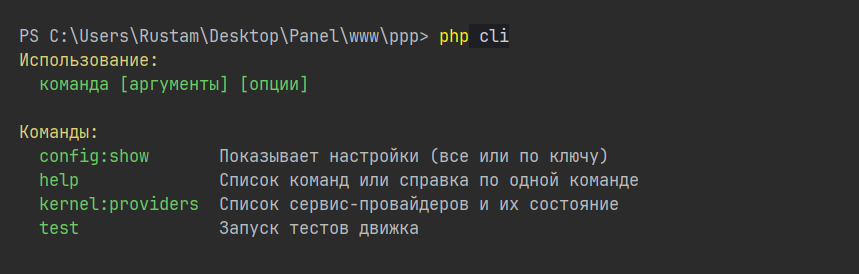 PS C:\Users\Rustam\Desktop\Panel\www\ppp> php cli
Использование:
команда [аргументы] [опции]
Команды:
config:show Показывает настройки (все или по ключу)
help Список команд или справка по одной команде
kernel:providers Список сервис-провайдеров и их состояние
test Запуск тестов движка